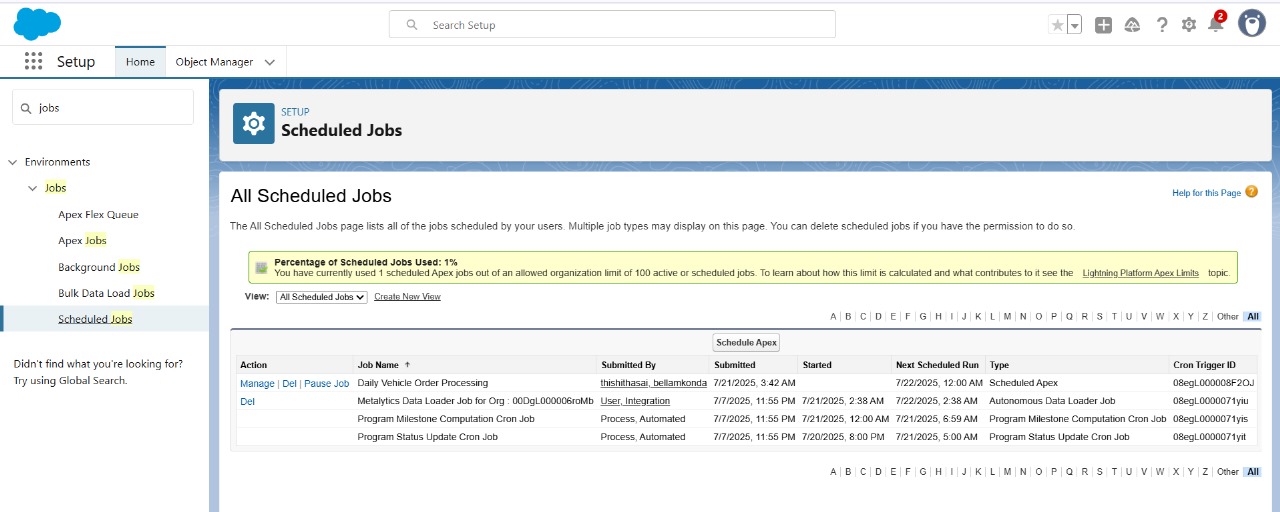 Search Setup
2
Setup
Home
Object Manager
jobs
SETUP
Scheduled Jobs
Environments
Jobs
Apex Flex Queue
Apex Jobs
Background Jobs
Bulk Data Load Jobs
Scheduled Jobs
Didn't find what you're looking for?
Try using Global Search.
All Scheduled Jobs
Help for this Page ?
The All Scheduled Jobs page lists all of the jobs scheduled by your users. Multiple job types may display on this page. You can delete scheduled jobs if you have the permission to do so.
Percentage of Scheduled Jobs Used: 1%
You have currently used 1 scheduled Apex jobs out of an allowed organization limit of 100 active or scheduled jobs. To learn about how this limit is calculated and what contributes to it see the Lightning Platform Apex Limits topic.
View: All Scheduled Jobs Create New View
A | B | C | D | E | F | G | H | I | J | K | L | M | N | O | P | Q | R | S | T | U | V | W | X | Y | Z | Other All
Schedule Apex
Action Job Name ↑ Submitted By Submitted Started Next Scheduled Run Type Cron Trigger ID
Manage | Del | Pause Job Daily Vehicle Order Processing thishithasai, bellamkonda 7/21/2025, 3:42 AM 7/22/2025, 12:00 AM Scheduled Apex 08egL000008F2OJ
Del Metalytics Data Loader Job for Org : 00DgL000006roMb User, Integration 7/7/2025, 11:55 PM 7/21/2025, 2:38 AM 7/22/2025, 2:38 AM Autonomous Data Loader Job 08egL0000071yiu
Program Milestone Computation Cron Job Process, Automated 7/7/2025, 11:55 PM 7/21/2025, 12:00 AM 7/21/2025, 6:59 AM Program Milestone Computation Cron Job 08egL0000071yis
Program Status Update Cron Job Process, Automated 7/7/2025, 11:55 PM 7/20/2025, 8:00 PM 7/21/2025, 5:00 AM Program Status Update Cron Job 08egL0000071yit
A | B | C | D | E | F | G | H | I | J | K | L | M | N | O | P | Q | R | S | T | U | V | W | X | Y | Z | Other All